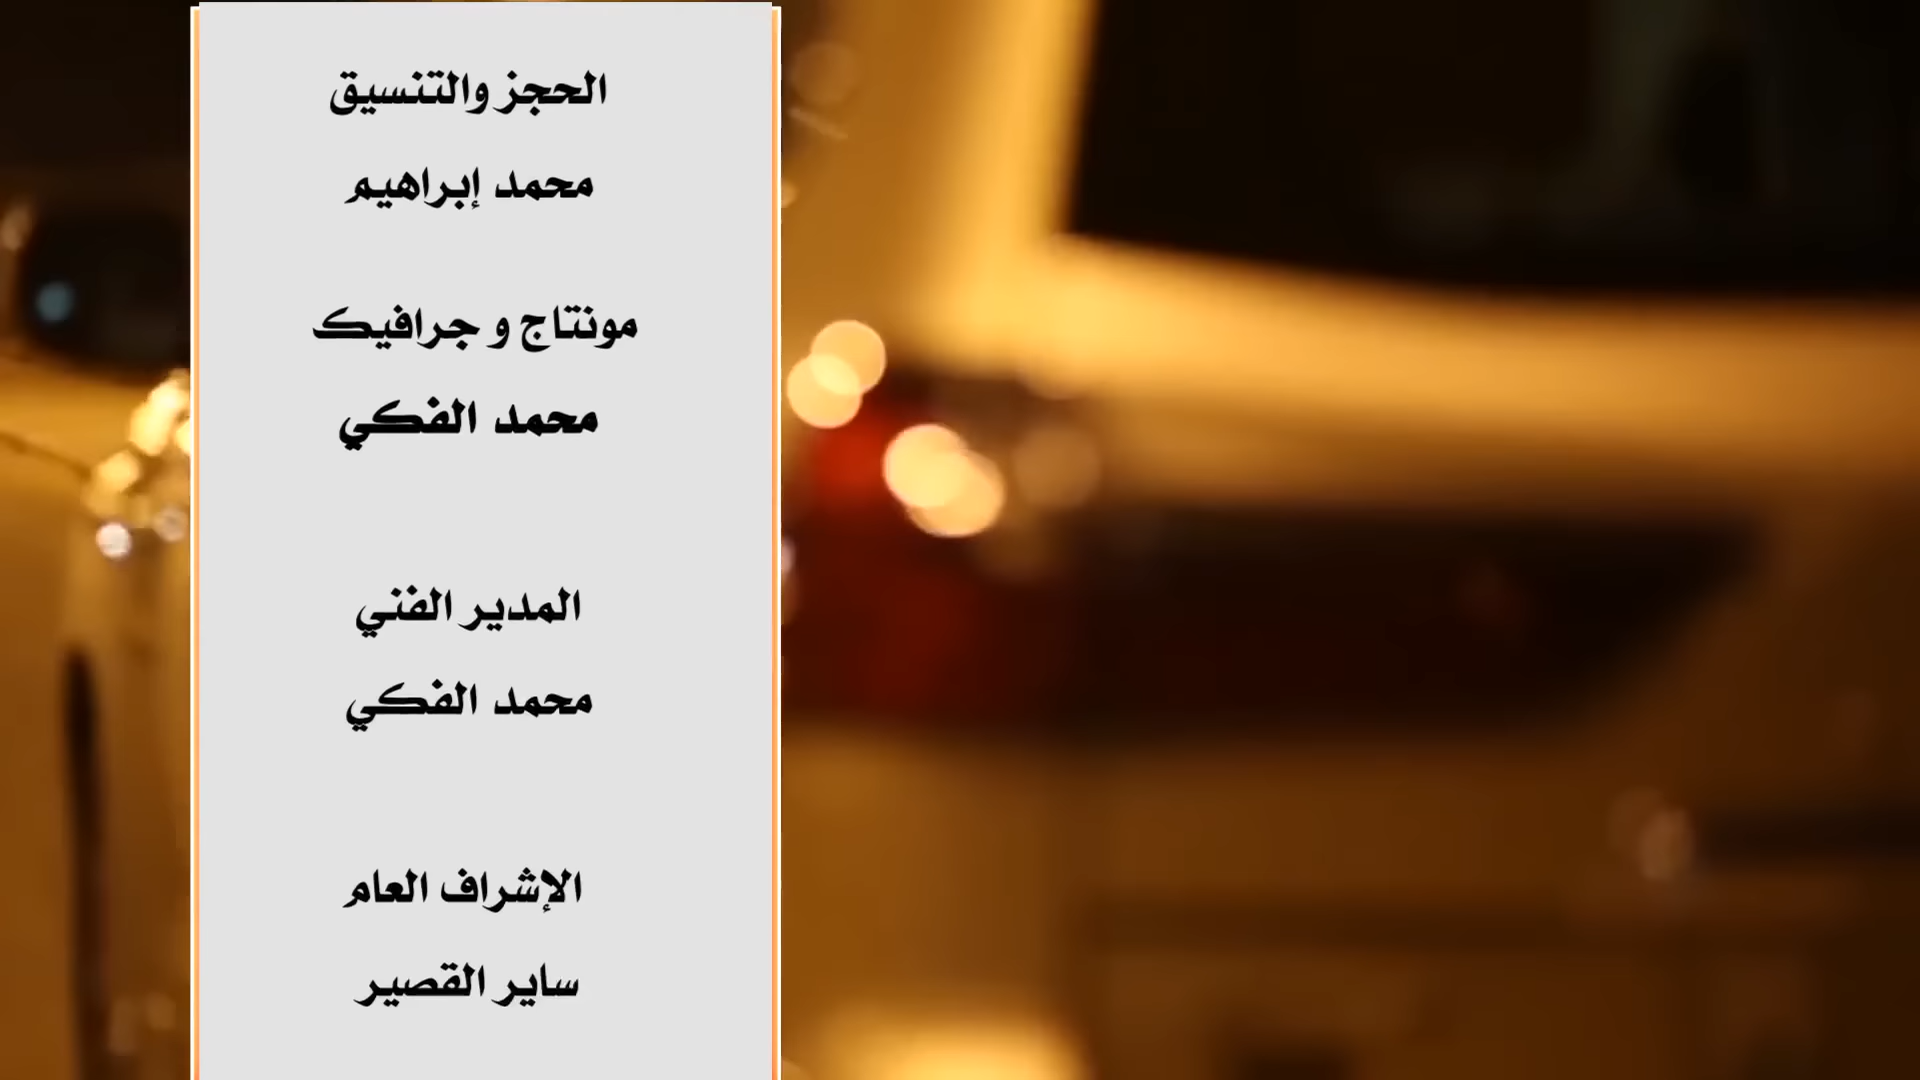 الحجز والتنسيق
محمد إبراهيم
مونتاج و جرافيك
محمد الفكي
المدير الفني
محمد الفكي
الإشراف العام
ساير القصير